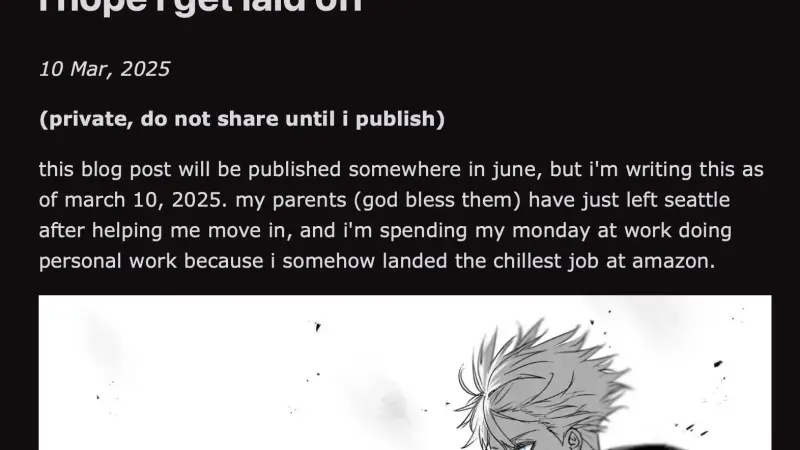 i hope i get laid off
10 Mar, 2025
(private, do not share until i publish)
this blog post will be published somewhere in june, but i'm writing this as
of march 10, 2025. my parents (god bless them) have just left seattle
after helping me move in, and i'm spending my monday at work doing
personal work because i somehow landed the chillest job at amazon.